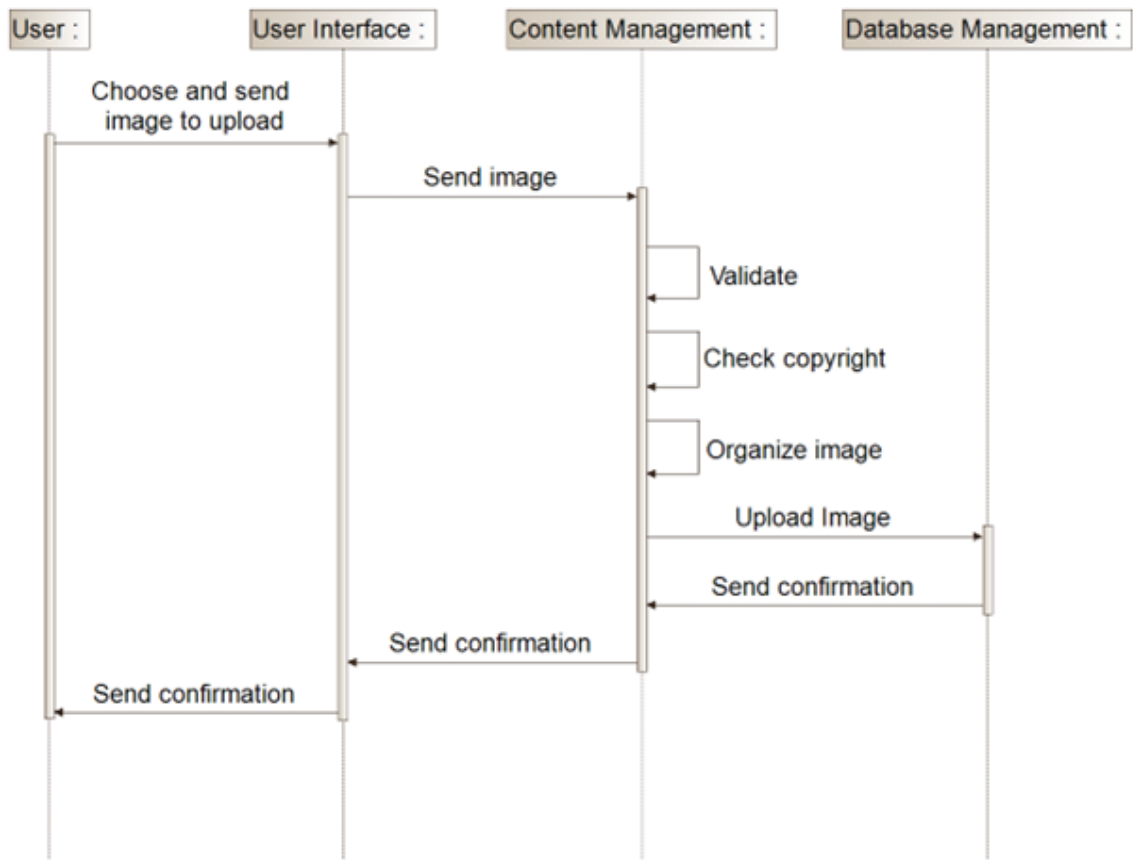 User :
User Interface :
Content Management :
Database Management :
Choose and send
image to upload
Send image
Validate
Check copyright
Organize image
Upload Image
Send confirmation
Send confirmation
Send confirmation